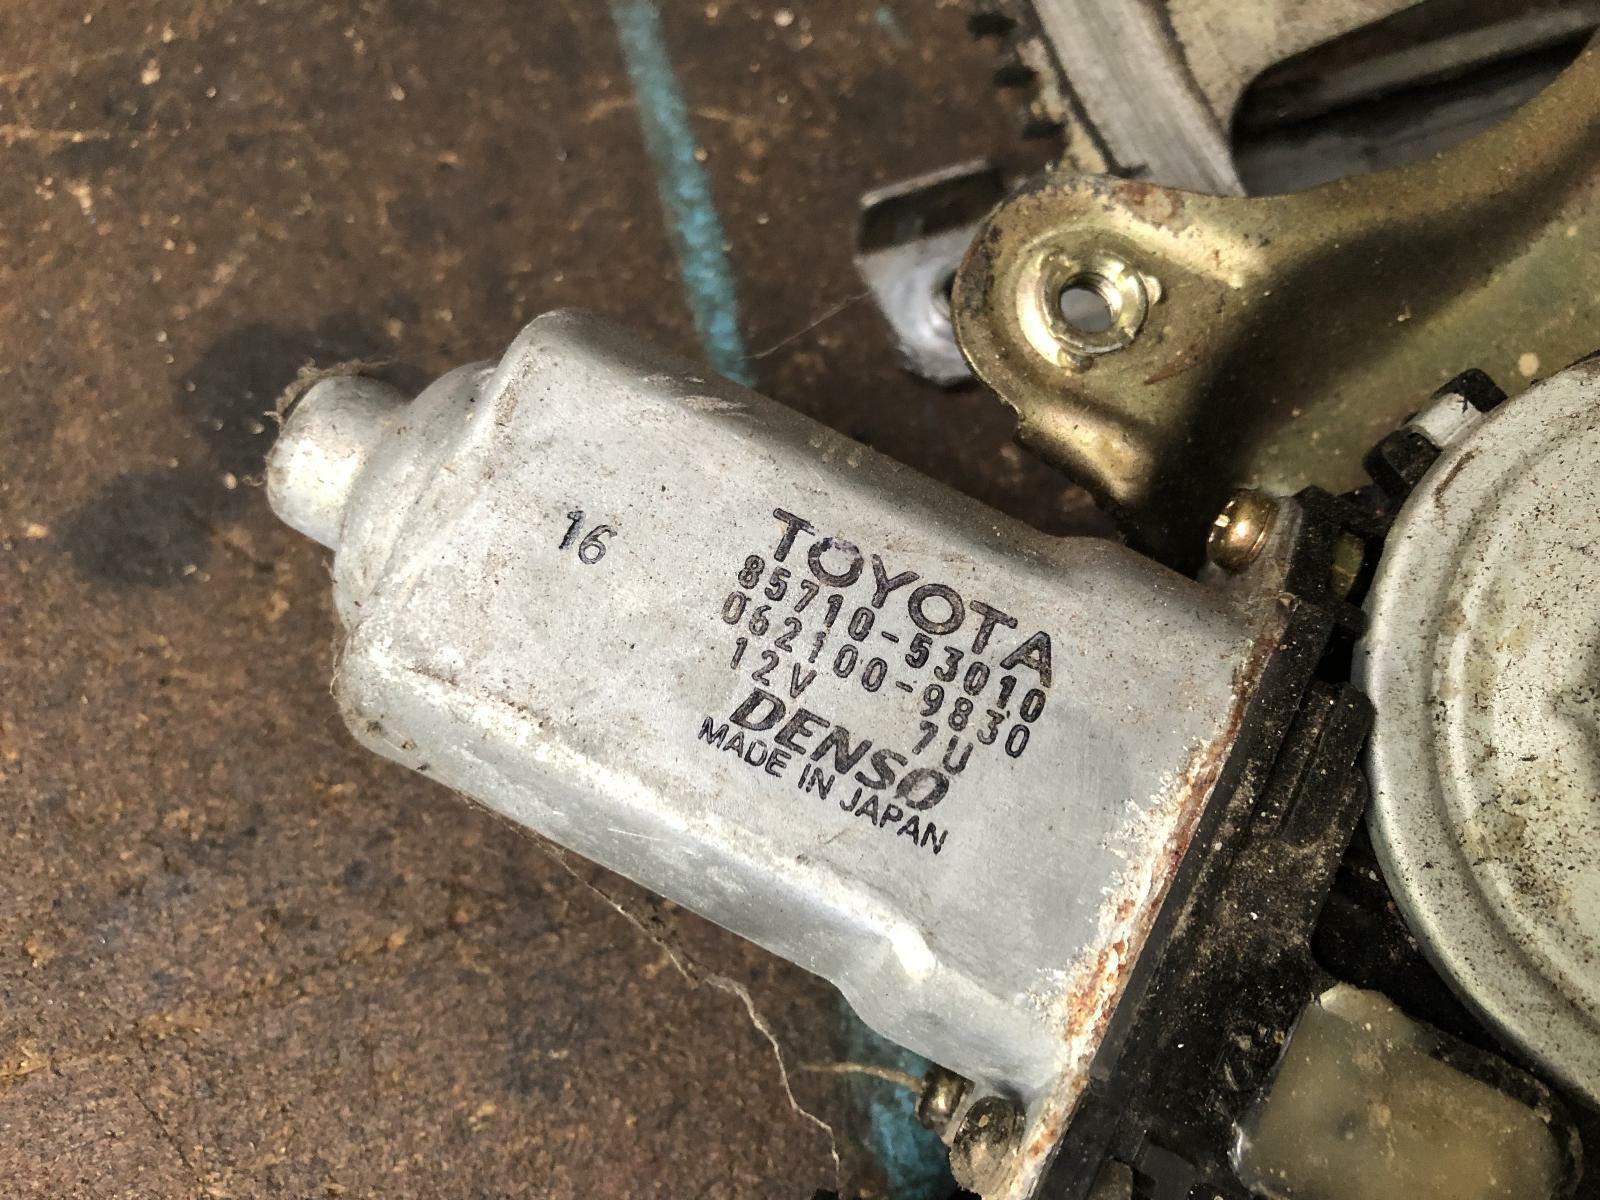 16
TOYOTA
85710-53010
062100-9830
12V 7U
DENSO
MADE IN JAPAN